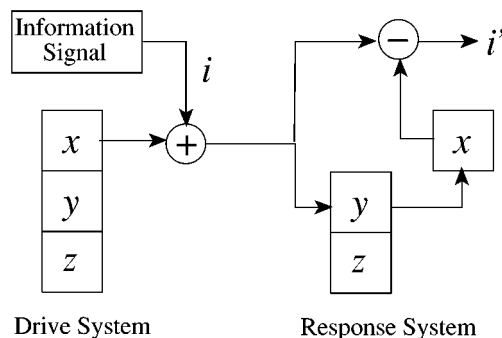 Information
Signal
i
i'
x
+
−
x
y
y
z
z
Drive System
Response System